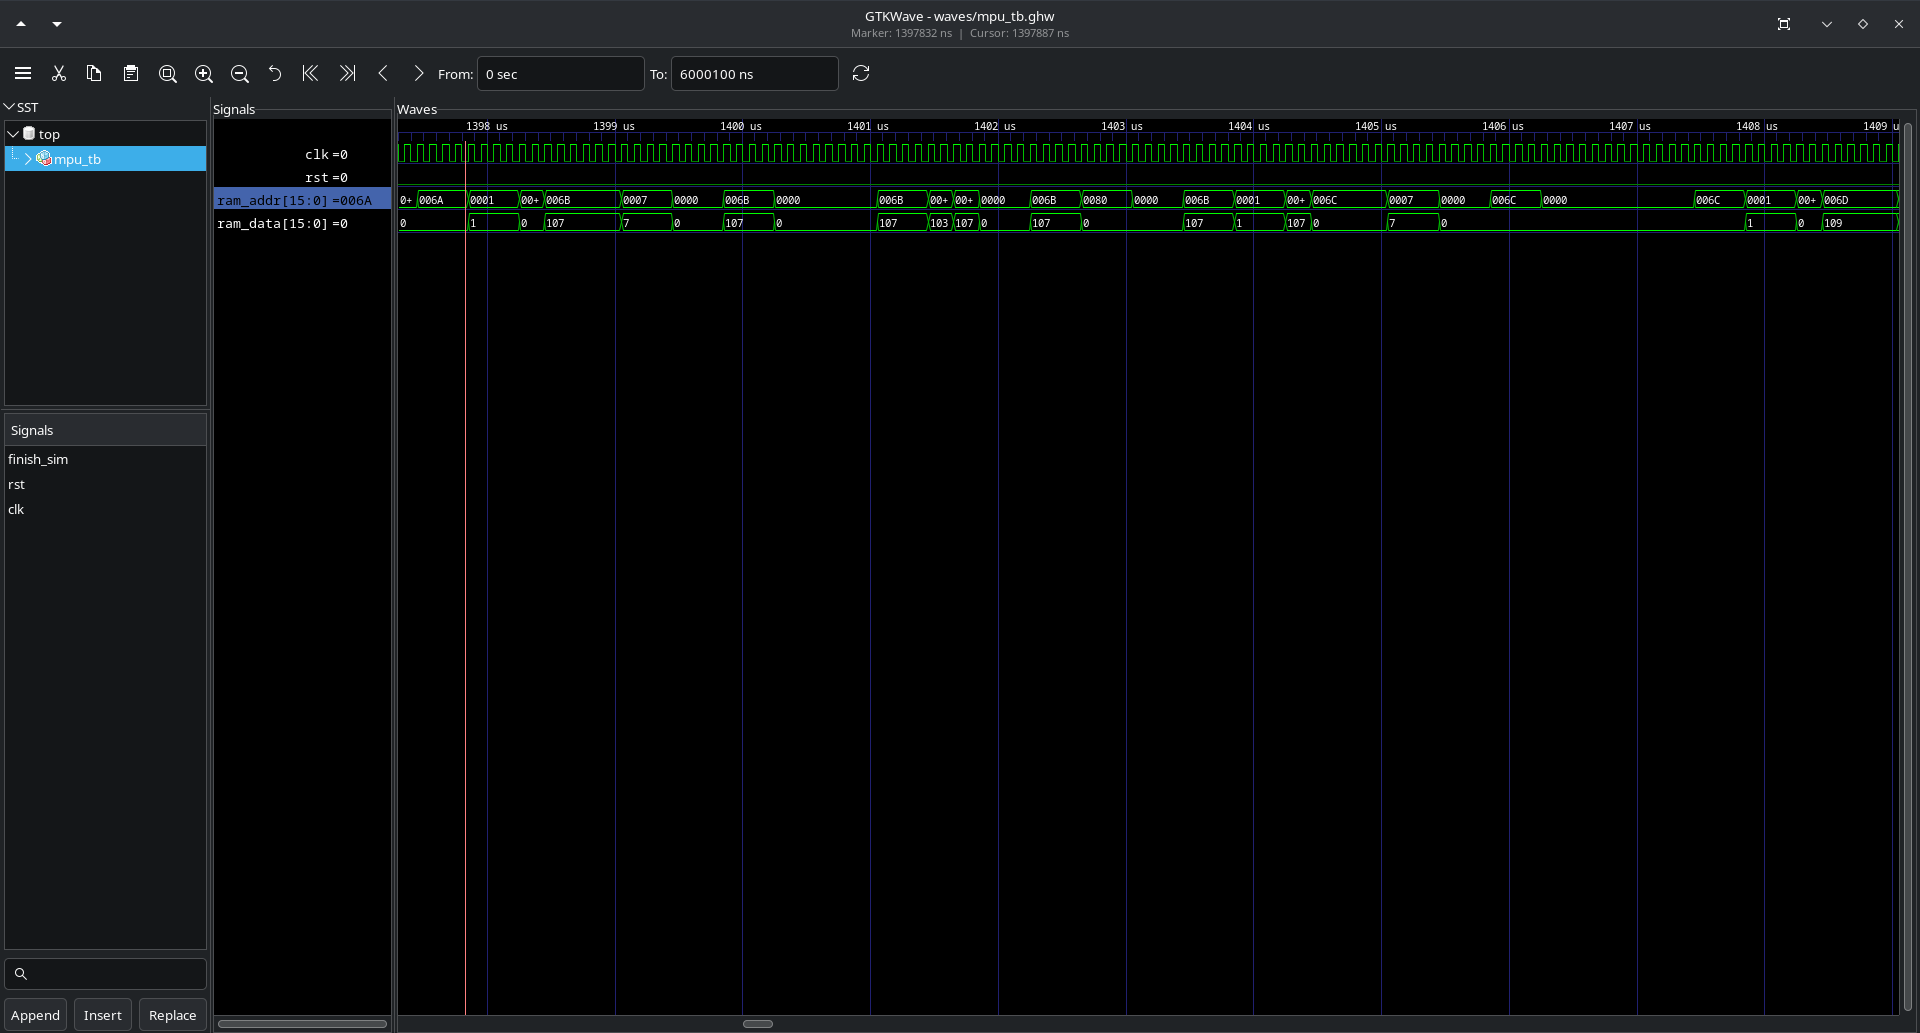 GTKWave - waves/mpu_tb.ghw
Marker: 1397832 ns | Cursor: 1397887 ns
From: 0 sec To: 6000100 ns
SST
top
mpu_tb
Signals
finish_sim
rst
clk
Append Insert Replace
Signals
clk =0
rst =0
ram_addr[15:0] =006A
ram_data[15:0] =0
Waves
1398 us 1399 us 1400 us 1401 us 1402 us 1403 us 1404 us 1405 us 1406 us 1407 us 1408 us 1409 u
0+ 006A 0001 00+ 006B 0007 0000 006B 0000 006B 00+ 00+ 0000 006B 0080 0000 006B 0001 00+ 006C 0007 0000 006C 0000 006C 0001 00+ 006D
0 1 0 107 7 0 107 0 107 103 107 0 107 0 107 1 107 0 7 0 1 0 109